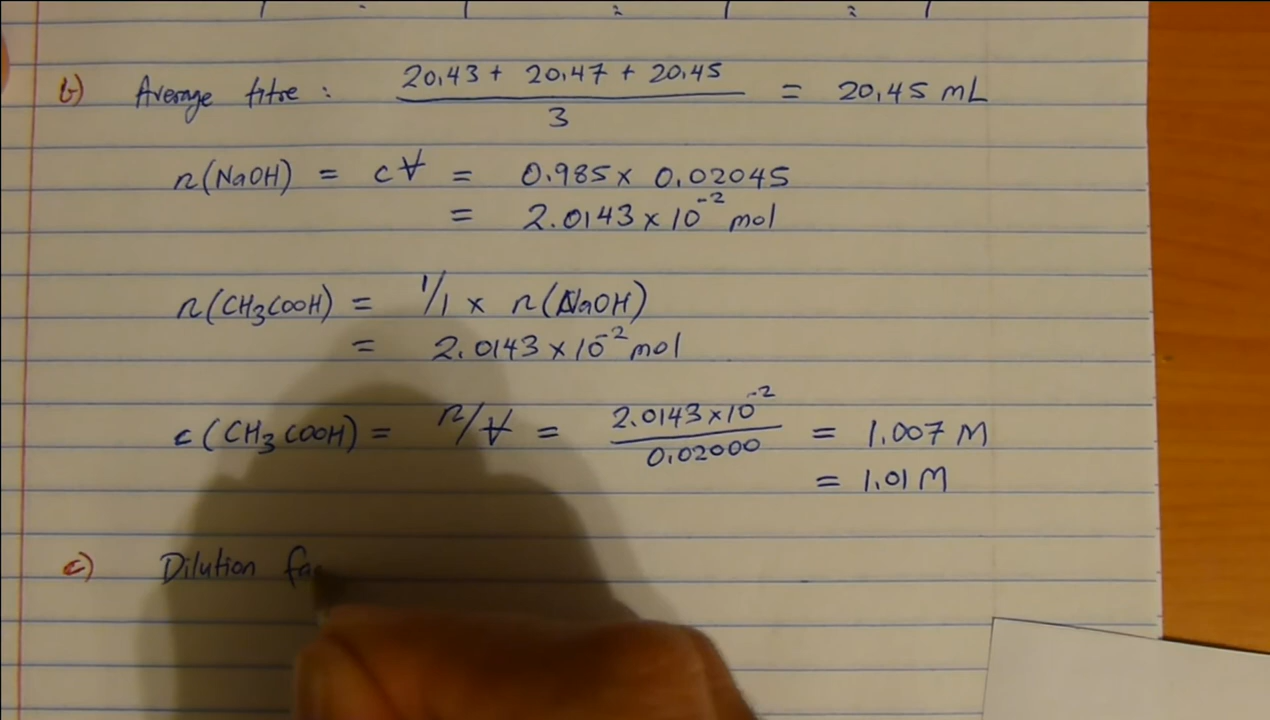 b) Average titre : 20.43 + 20.47 + 20.45 / 3 = 20.45 mL
n(NaOH) = cV = 0.985 x 0.02045
= 2.0143 x 10⁻² mol
n(CH3COOH) = 1/1 x n(NaOH)
= 2.0143 x 10⁻² mol
c(CH3COOH) = n/V = 2.0143 x 10⁻² / 0.02000 = 1.007 M
= 1.01 M
c) Dilution fa